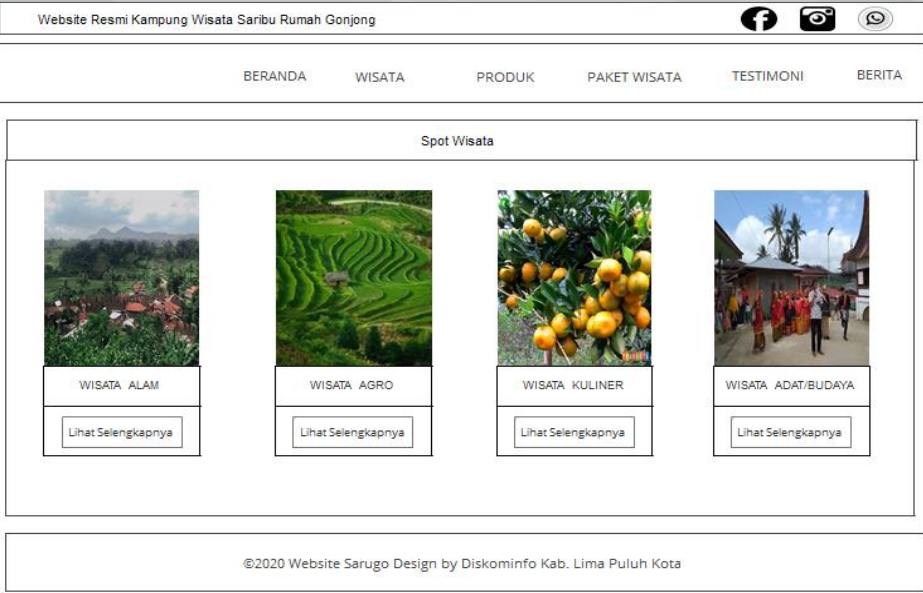 Website Resmi Kampung Wisata Saribu Rumah Gonjong
BERANDA WISATA PRODUK PAKET WISATA TESTIMONI BERITA
Spot Wisata
WISATA ALAM WISATA AGRO WISATA KULINER WISATA ADAT/BUDAYA
Lihat Selengkapnya Lihat Selengkapnya Lihat Selengkapnya Lihat Selengkapnya
©2020 Website Sarugo Design by Diskominfo Kab. Lima Puluh Kota